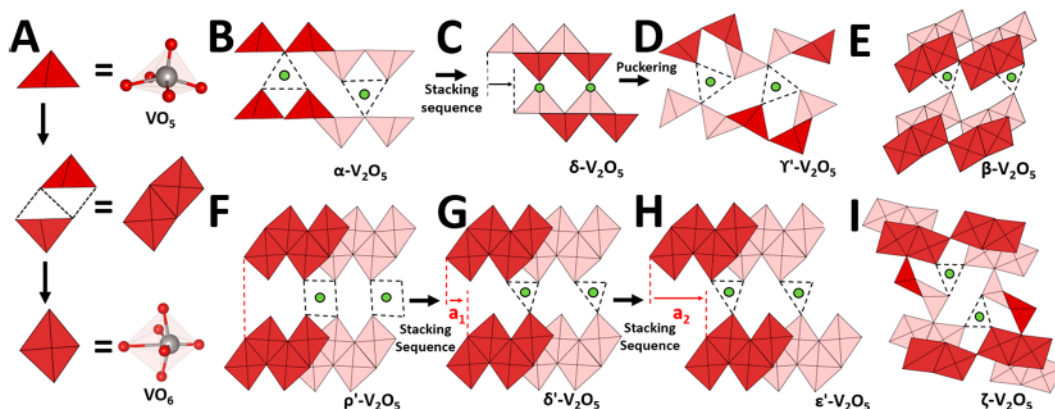 A
=
VO₅
=
=
VO₆
B
α-V₂O₅
Stacking
sequence
C
δ-V₂O₅
Puckering
D
ϒ'-V₂O₅
E
β-V₂O₅
F
ρ'-V₂O₅
Stacking
Sequence
G
a₁
δ'-V₂O₅
Stacking
Sequence
H
a₂
ε'-V₂O₅
I
ζ-V₂O₅